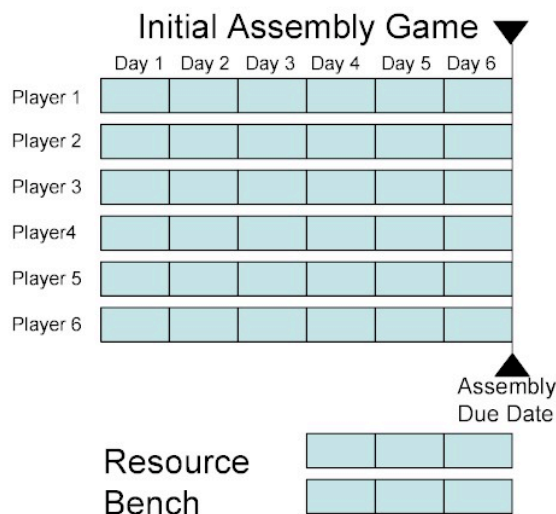 Initial Assembly Game
Day 1 Day 2 Day 3 Day 4 Day 5 Day 6
Player 1
Player 2
Player 3
Player4
Player 5
Player 6
Assembly
Due Date
Resource
Bench